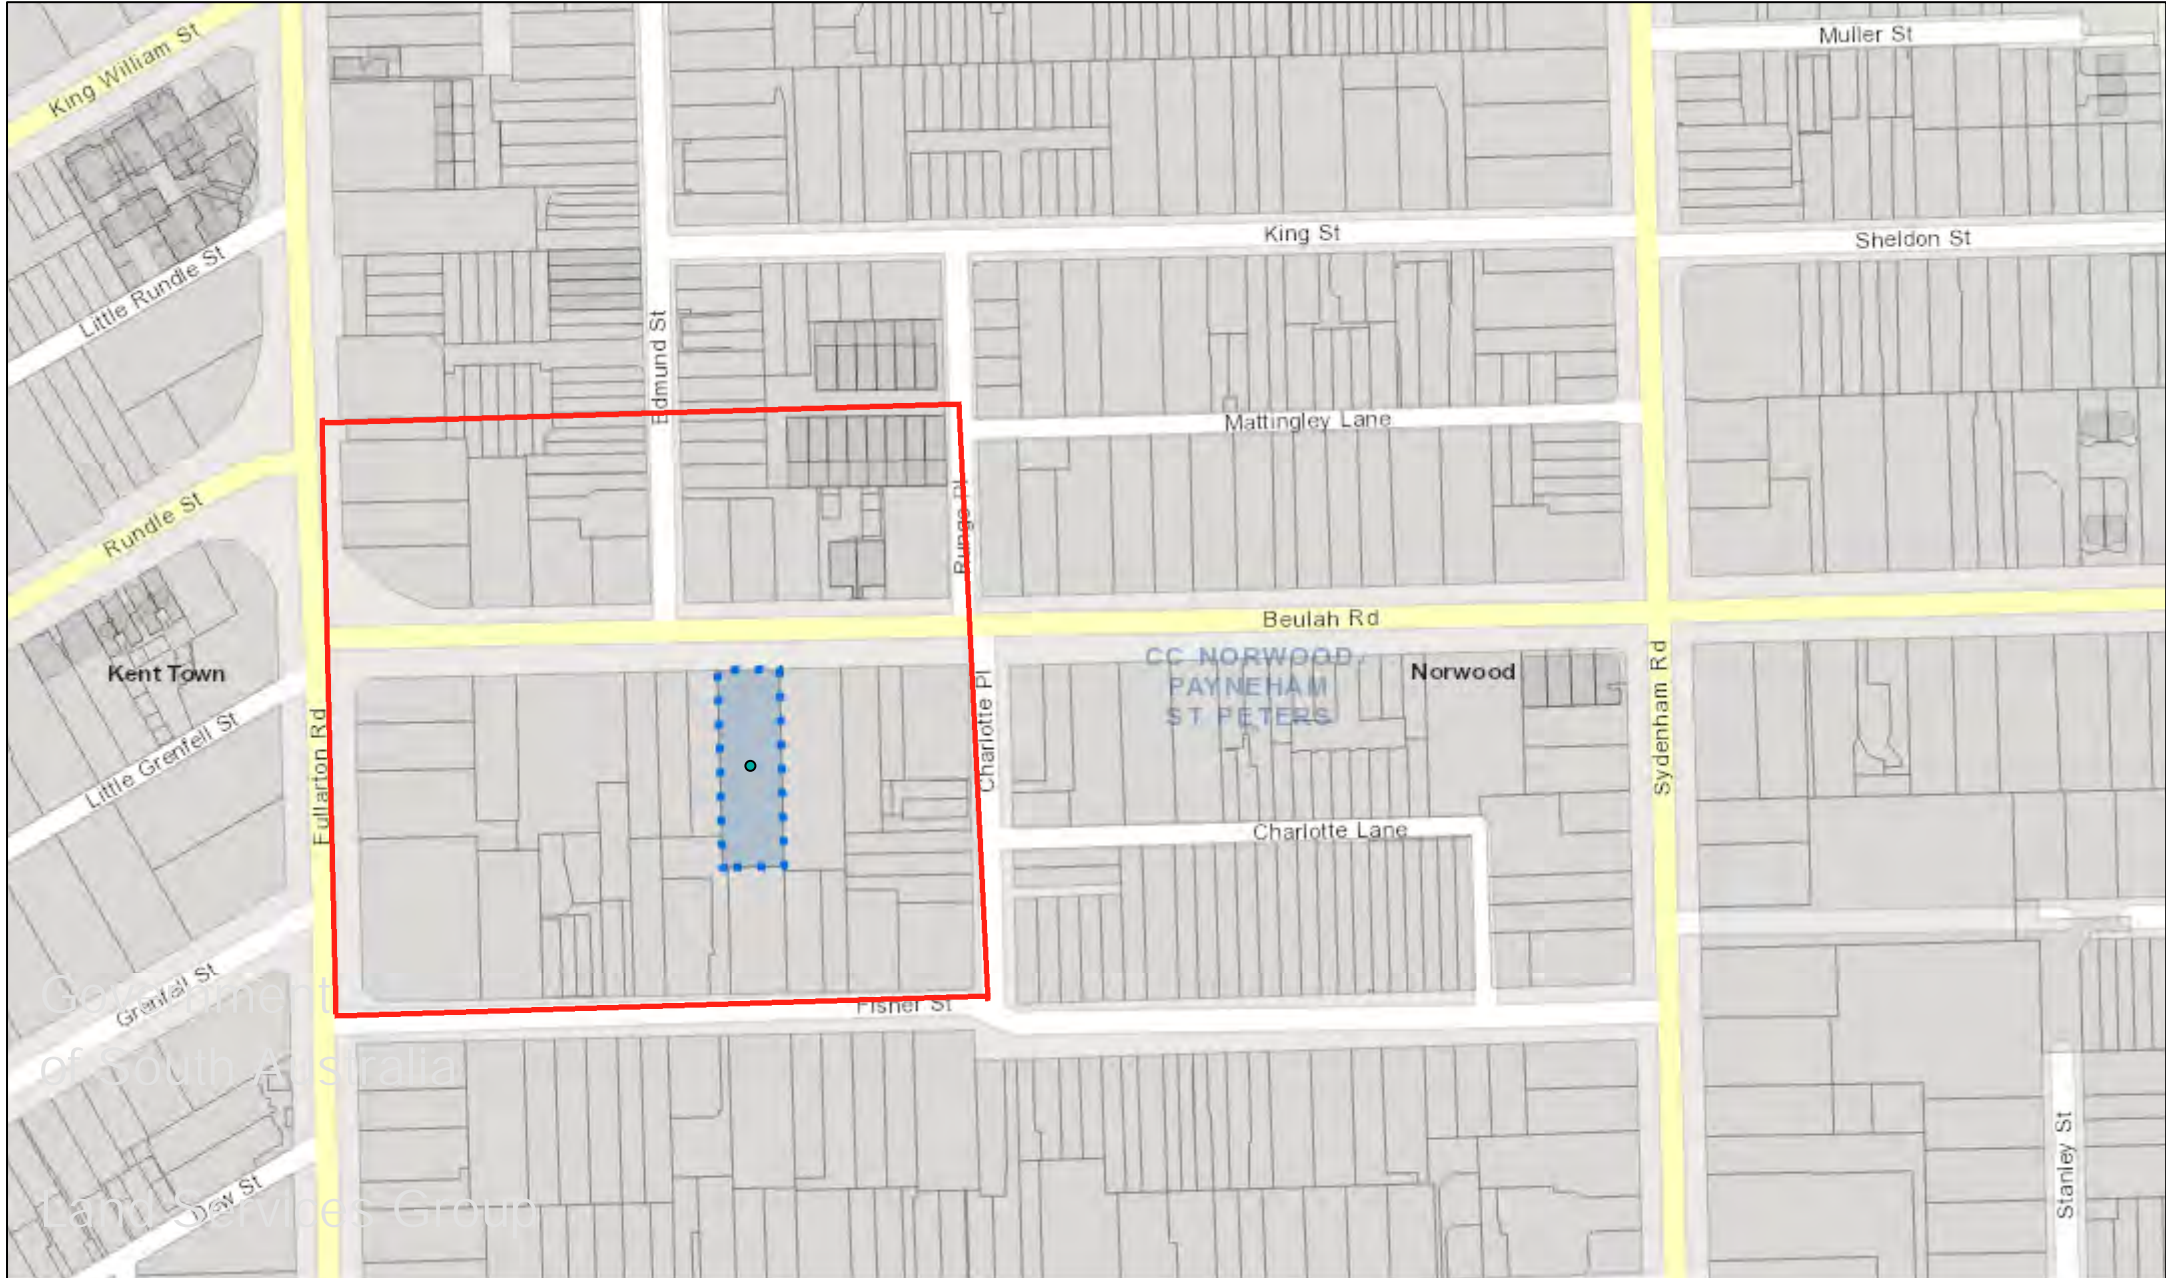 King William St
Muller St
Little Rundle St
King St
Sheldon St
Edmund St
Mattingley Lane
Rundle St
Runge Pl
Beulah Rd
Kent Town
CC NORWOOD,
PAYNEHAM
ST PETERS
Norwood
Fullarton Rd
Charlotte Pl
Sydenham Rd
Little Grenfell St
Charlotte Lane
Grenfell St
Fisher St
Government
of South Australia
Land Services Group
Dew St
Stanley St